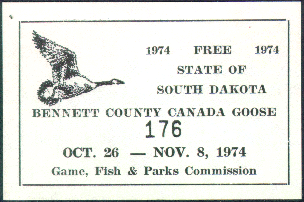 1974 FREE 1974
STATE OF
SOUTH DAKOTA
BENNETT COUNTY CANADA GOOSE
176
OCT. 26 — NOV. 8, 1974
Game, Fish & Parks Commission